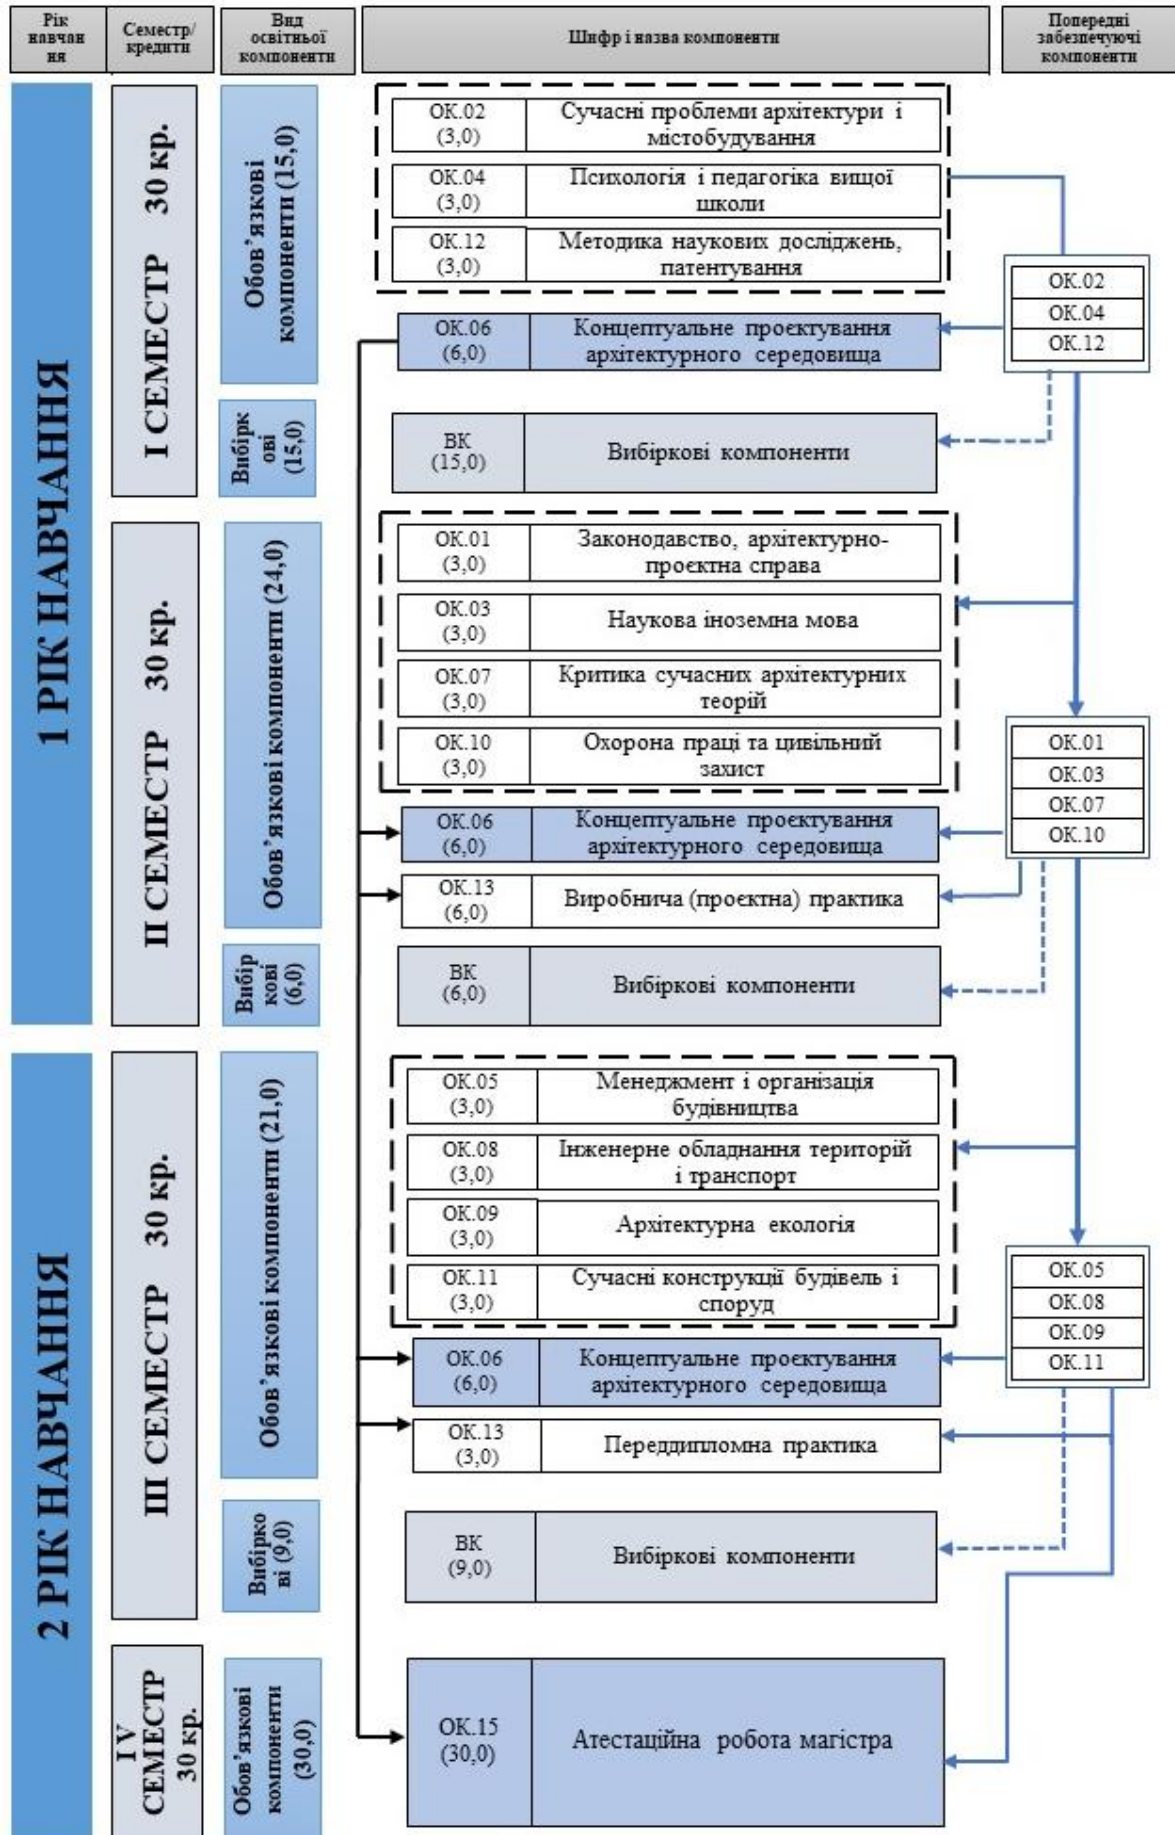 Рік
навчан
ня
Семестр/
кредити
Вид
освітньої
компоненти
Шифр і назва компоненти
Попередні
забезпечуючі
компоненти
1 РІК НАВЧАННЯ
І СЕМЕСТР 30 кр.
Обов’язкові
компоненти (15,0)
ОК.02
(3,0)
Сучасні проблеми архітектури і
містобудування
ОК.04
(3,0)
Психологія і педагогіка вищої
школи
ОК.12
(3,0)
Методика наукових досліджень,
патентування
ОК.06
(6,0)
Концептуальне проєктування
архітектурного середовища
ОК.02
ОК.04
ОК.12
Вибірк
ові
(15,0)
ВК
(15,0)
Вибіркові компоненти
ІІ СЕМЕСТР 30 кр.
Обов’язкові компоненти (24,0)
ОК.01
(3,0)
Законодавство, архітектурно-
проєктна справа
ОК.03
(3,0)
Наукова іноземна мова
ОК.07
(3,0)
Критика сучасних архітектурних
теорій
ОК.10
(3,0)
Охорона праці та цивільний
захист
ОК.01
ОК.03
ОК.07
ОК.10
ОК.06
(6,0)
Концептуальне проєктування
архітектурного середовища
ОК.13
(6,0)
Виробнича (проєктна) практика
Вибір
кові
(6,0)
ВК
(6,0)
Вибіркові компоненти
2 РІК НАВЧАННЯ
ІІІ СЕМЕСТР 30 кр.
Обов’язкові компоненти (21,0)
ОК.05
(3,0)
Менеджмент і організація
будівництва
ОК.08
(3,0)
Інженерне обладнання територій
і транспорт
ОК.09
(3,0)
Архітектурна екологія
ОК.11
(3,0)
Сучасні конструкції будівель і
споруд
ОК.05
ОК.08
ОК.09
ОК.11
ОК.06
(6,0)
Концептуальне проєктування
архітектурного середовища
ОК.13
(3,0)
Переддипломна практика
Вибірко
ві (9,0)
ВК
(9,0)
Вибіркові компоненти
І V
СЕМЕСТР
30 кр.
Обов’язкові
компоненти
(30,0)
ОК.15
(30,0)
Атестаційна робота магістра